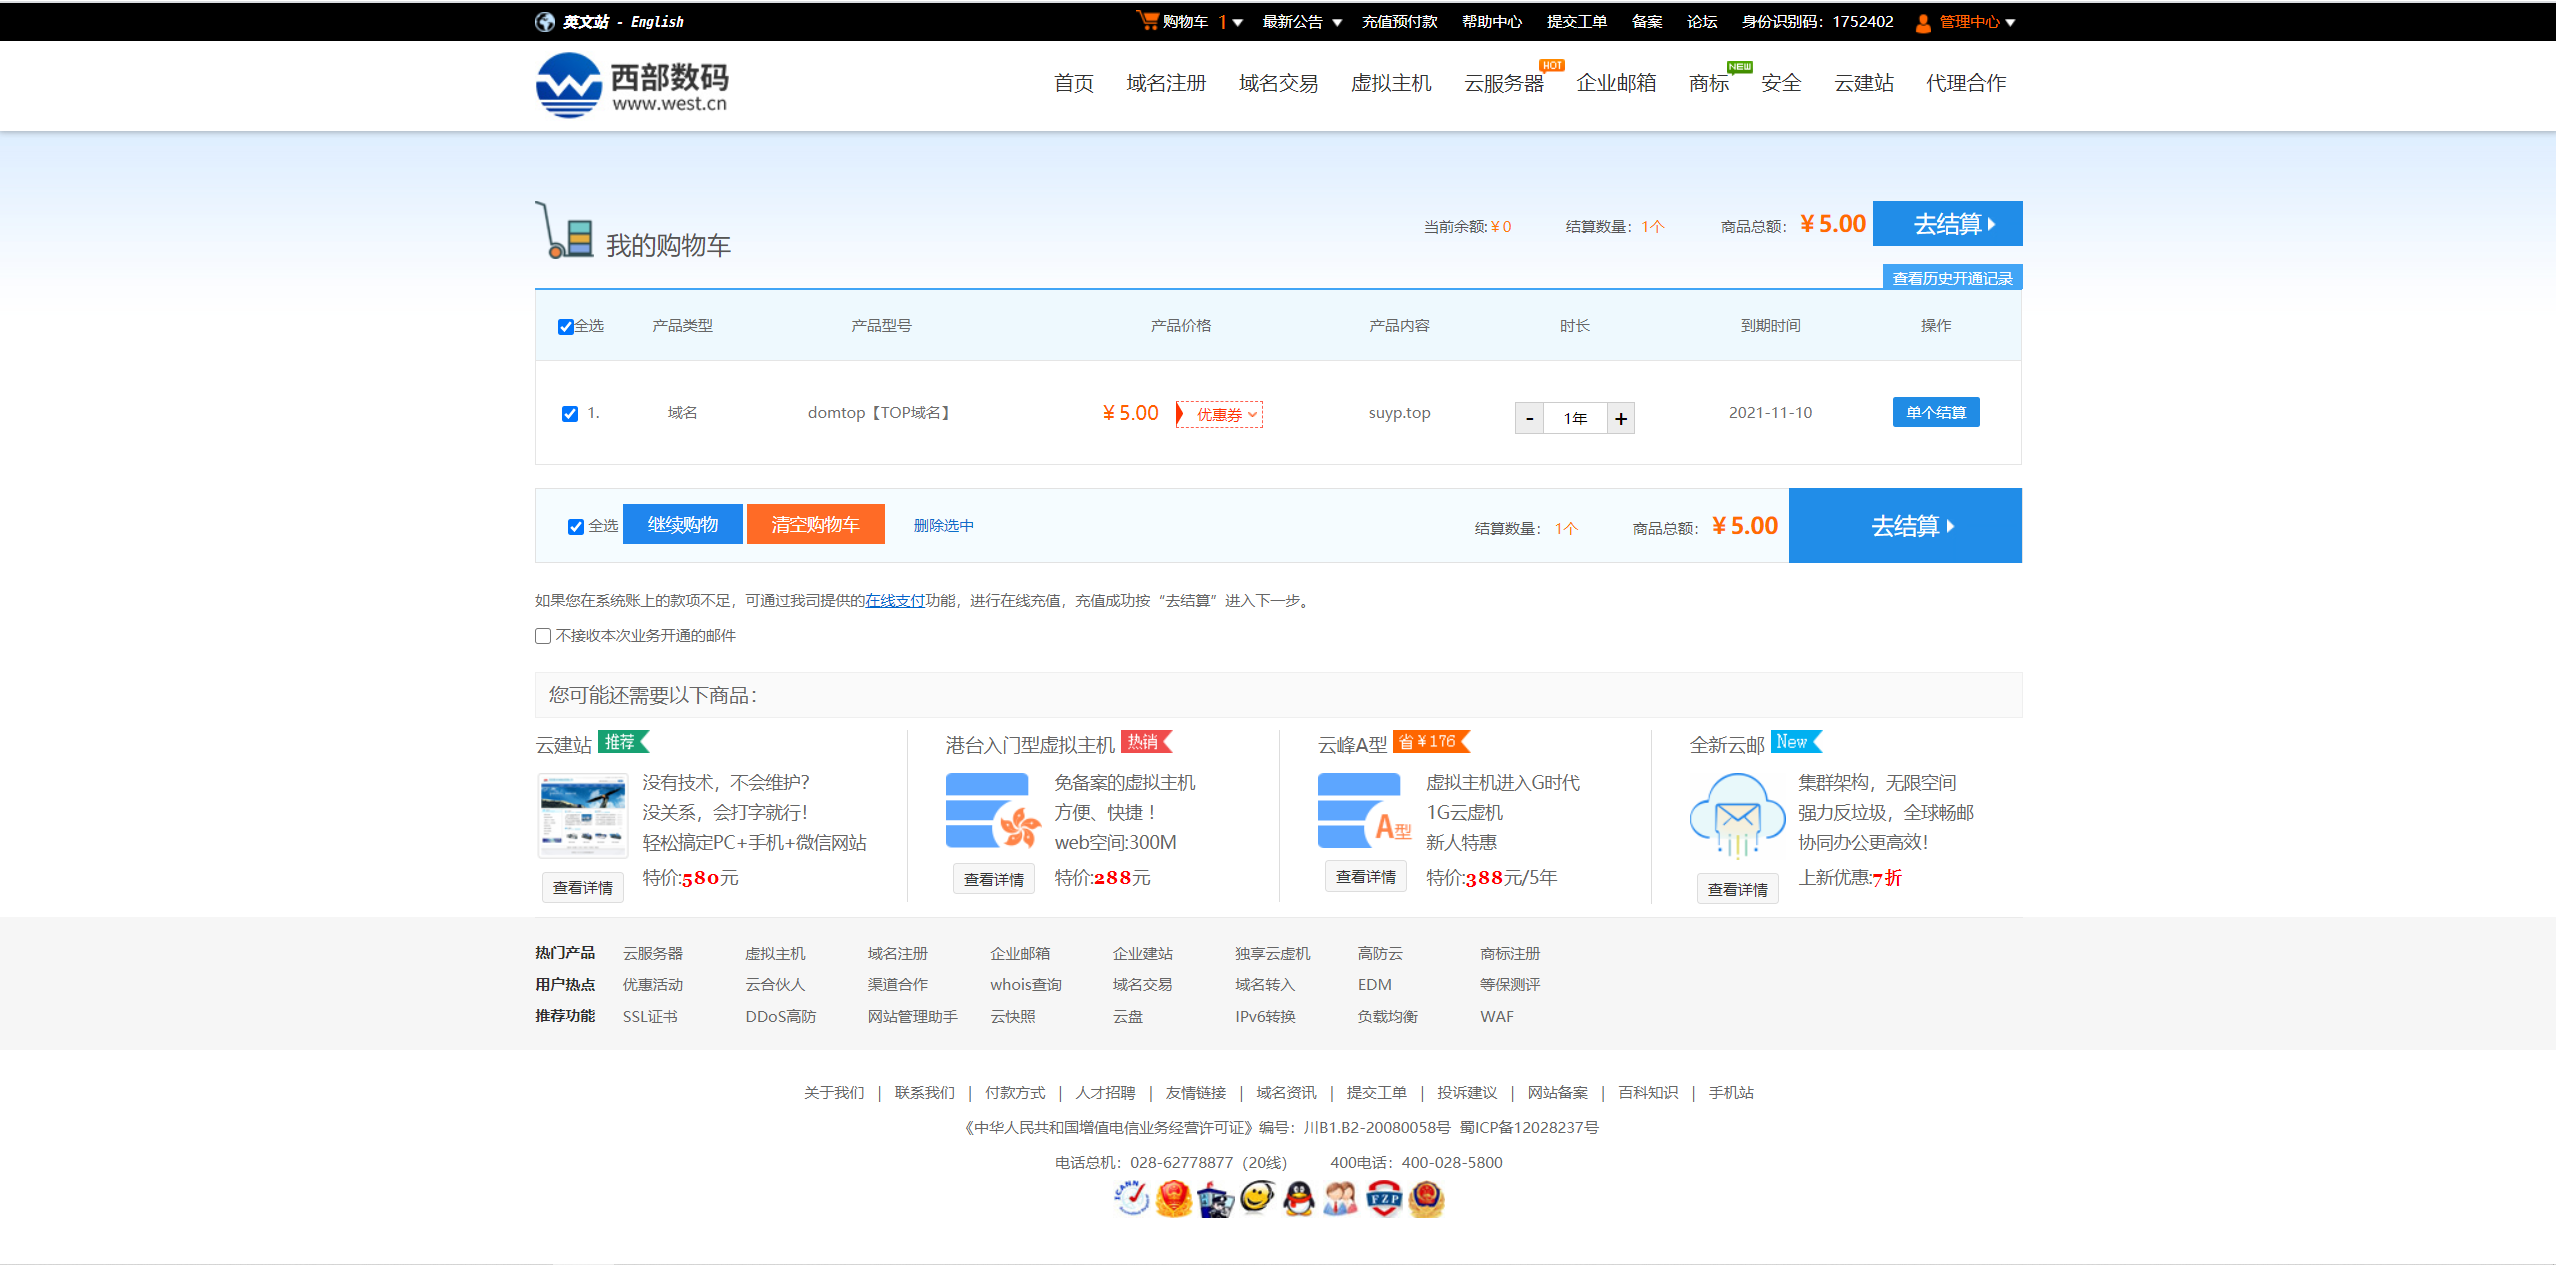 英文站 - English
购物车 1 最新公告 充值预付款 帮助中心 提交工单 备案 论坛 身份识别码：1752402 管理中心
西部数码
www.west.cn
首页 域名注册 域名交易 虚拟主机 云服务器 HOT 企业邮箱 商标 NEW 安全 云建站 代理合作
我的购物车
当前余额:¥0 结算数量：1个 商品总额：¥5.00 去结算
查看历史开通记录
全选 产品类型 产品型号 产品价格 产品内容 时长 到期时间 操作
1. 域名 domtop【TOP域名】 ¥5.00 优惠券 suyp.top - 1年 + 2021-11-10 单个结算
全选 继续购物 清空购物车 删除选中 结算数量：1个 商品总额：¥5.00 去结算
如果您在系统账上的款项不足，可通过我司提供的在线支付功能，进行在线充值，充值成功按“去结算”进入下一步。
不接收本次业务开通的邮件
您可能还需要以下商品：
云建站 推荐
没有技术，不会维护？
没关系，会打字就行！
轻松搞定PC+手机+微信网站
特价:580元
查看详情
港台入门型虚拟主机 热销
免备案的虚拟主机
方便、快捷！
web空间:300M
特价:288元
查看详情
云峰A型 省¥176
A型
虚拟主机进入G时代
1G云虚机
新人特惠
特价:388元/5年
查看详情
全新云邮 New
集群架构，无限空间
强力反垃圾，全球畅邮
协同办公更高效！
上新优惠:7折
查看详情
热门产品 云服务器 虚拟主机 域名注册 企业邮箱 企业建站 独享云虚机 高防云 商标注册
用户热点 优惠活动 云合伙人 渠道合作 whois查询 域名交易 域名转入 EDM 等保测评
推荐功能 SSL证书 DDoS高防 网站管理助手 云快照 云盘 IPv6转换 负载均衡 WAF
关于我们 | 联系我们 | 付款方式 | 人才招聘 | 友情链接 | 域名资讯 | 提交工单 | 投诉建议 | 网站备案 | 百科知识 | 手机站
《中华人民共和国增值电信业务经营许可证》编号：川B1.B2-20080058号 蜀ICP备12028237号
电话总机：028-62778877（20线） 400电话：400-028-5800
ICANN
FZP